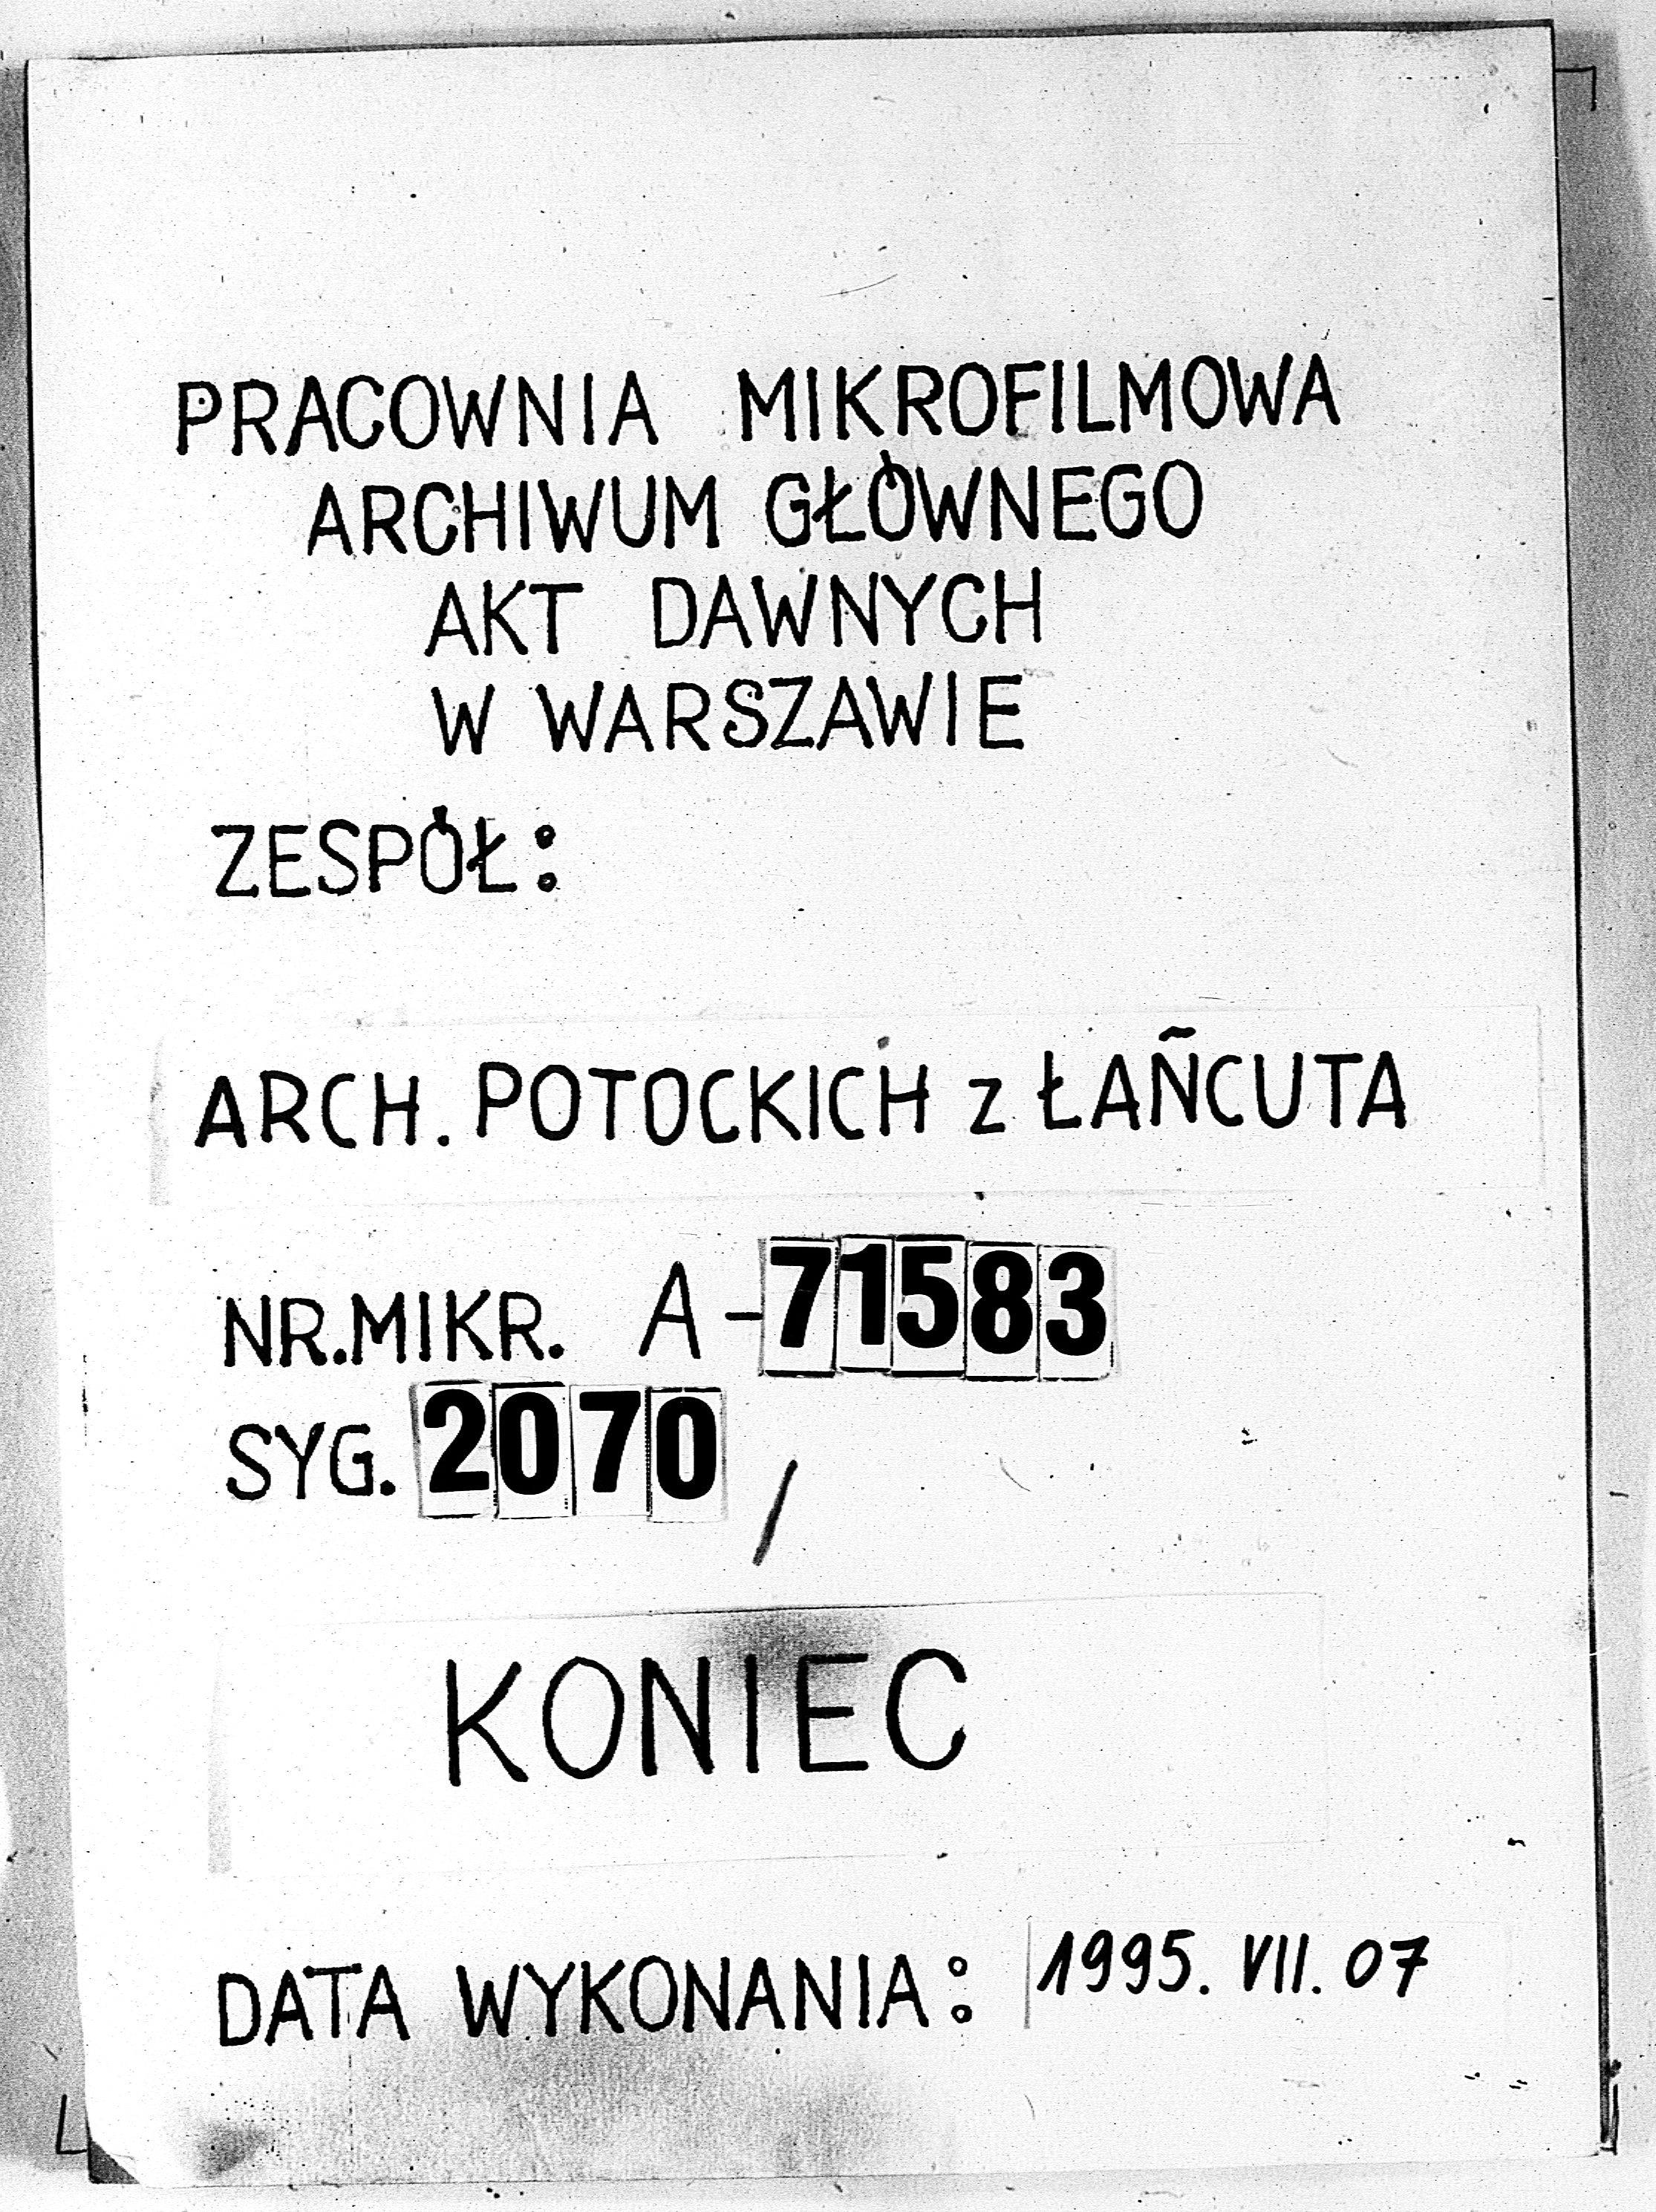 PRACOWNIA MIKROFILMOWA
ARCHIWUM GŁÓWNEGO
AKT DAWNYCH
W WARSZAWIE
ZESPÓŁ:
ARCH. POTOCKICH z ŁAŃCUTA
NR.MIKR. A-71583
SYG. 2070 /
KONIEC
DATA WYKONANIA: 1995. VII. 07